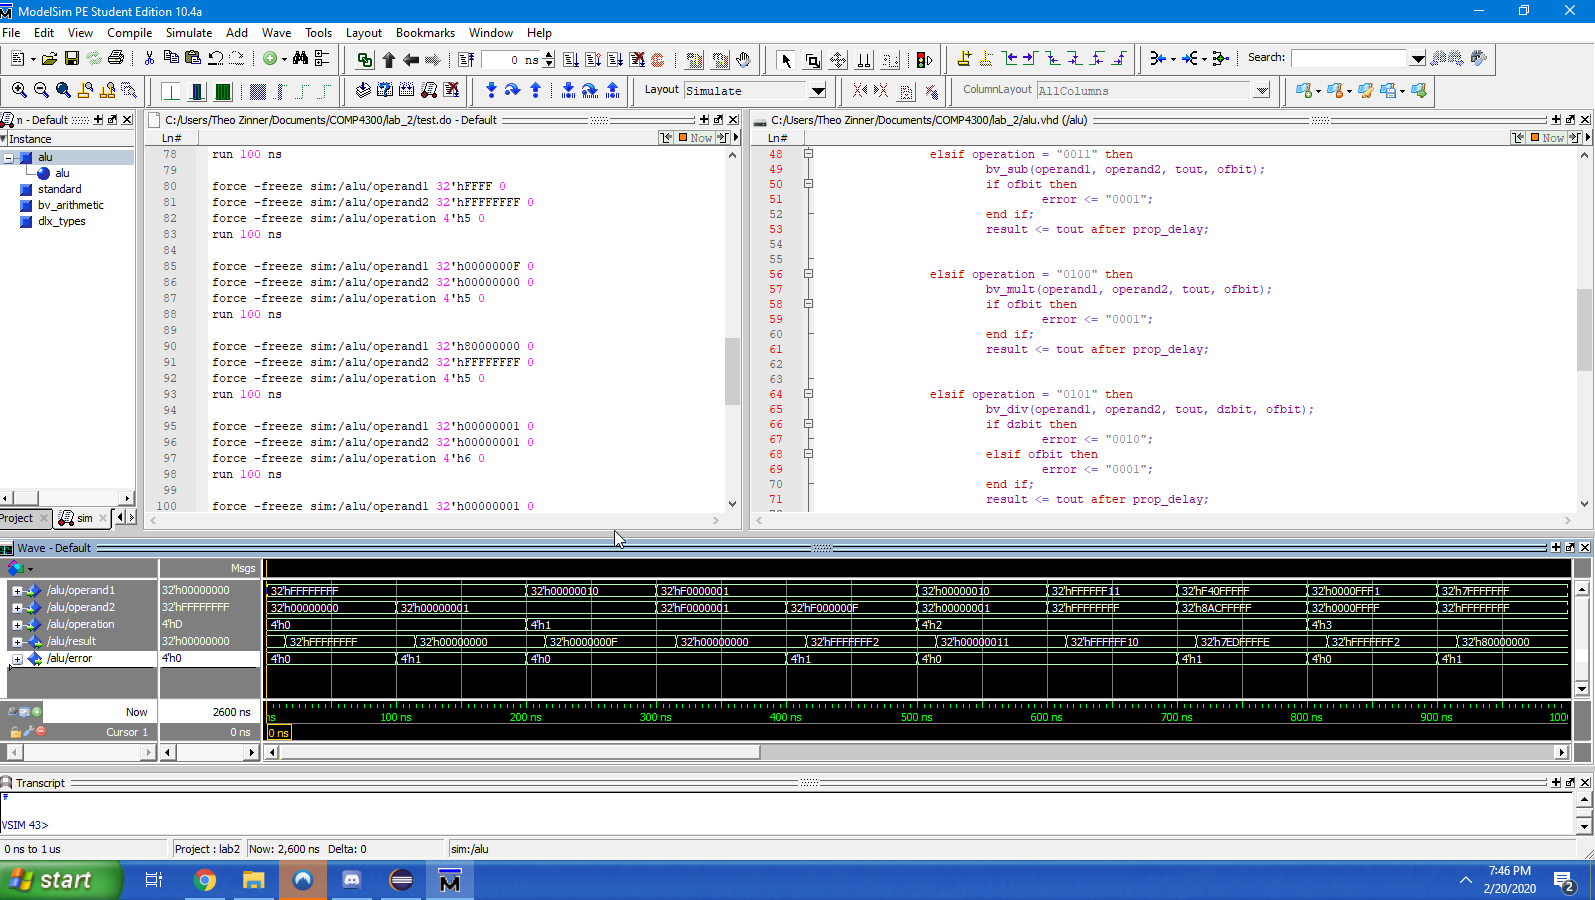 ModelSim PE Student Edition 10.4a
File Edit View Compile Simulate Add Wave Tools Layout Bookmarks Window Help
0 ns
Search:
Layout Simulate
ColumnLayout AllColumns
n - Default
Instance
alu
alu
standard
bv_arithmetic
dlx_types
Project
sim
C:/Users/Theo Zinner/Documents/COMP4300/lab_2/test.do - Default
Ln#
Now
78 run 100 ns
79
80 force -freeze sim:/alu/operand1 32'hFFFF 0
81 force -freeze sim:/alu/operand2 32'hFFFFFFFF 0
82 force -freeze sim:/alu/operation 4'h5 0
83 run 100 ns
84
85 force -freeze sim:/alu/operand1 32'h0000000F 0
86 force -freeze sim:/alu/operand2 32'h00000000 0
87 force -freeze sim:/alu/operation 4'h5 0
88 run 100 ns
89
90 force -freeze sim:/alu/operand1 32'h80000000 0
91 force -freeze sim:/alu/operand2 32'hFFFFFFFF 0
92 force -freeze sim:/alu/operation 4'h5 0
93 run 100 ns
94
95 force -freeze sim:/alu/operand1 32'h00000001 0
96 force -freeze sim:/alu/operand2 32'h00000001 0
97 force -freeze sim:/alu/operation 4'h6 0
98 run 100 ns
99
100 force -freeze sim:/alu/operand1 32'h00000001 0
C:/Users/Theo Zinner/Documents/COMP4300/lab_2/alu.vhd (/alu)
Ln#
Now
48 elsif operation = "0011" then
49 bv_sub(operand1, operand2, tout, ofbit);
50 if ofbit then
51 error <= "0001";
52 end if;
53 result <= tout after prop_delay;
54
55
56 elsif operation = "0100" then
57 bv_mult(operand1, operand2, tout, ofbit);
58 if ofbit then
59 error <= "0001";
60 end if;
61 result <= tout after prop_delay;
62
63
64 elsif operation = "0101" then
65 bv_div(operand1, operand2, tout, dzbit, ofbit);
66 if dzbit then
67 error <= "0010";
68 elsif ofbit then
69 error <= "0001";
70 end if;
71 result <= tout after prop_delay;
Wave - Default
Msgs
/alu/operand1 32'h00000000 32'hFFFFFFFF 32'h00000010 32'hF0000001 32'h00000010 32'hFFFFFF11 32'hF40FFFFF 32'h0000FFF1 32'h7FFFFFFF
/alu/operand2 32'hFFFFFFFF 32'h00000000 32'h00000001 32'hF0000001 32'hF000000F 32'h00000001 32'hFFFFFFFF 32'h8ACFFFFF 32'h0000FFFF 32'hFFFFFFFF
/alu/operation 4'hD 4'h0 4'h1 4'h2 4'h3
/alu/result 32'h00000000 32'hFFFFFFFF 32'h00000000 32'h0000000F 32'h00000000 32'hFFFFFFF2 32'h00000011 32'hFFFFFF10 32'h7EDFFFFE 32'hFFFFFFF2 32'h80000000
/alu/error 4'h0 4'h0 4'h1 4'h0 4'h1 4'h0 4'h1 4'h0 4'h1
Now 2600 ns ns 100 ns 200 ns 300 ns 400 ns 500 ns 600 ns 700 ns 800 ns 900 ns 100
Cursor 1 0 ns 0 ns
Transcript
#
VSIM 43>
0 ns to 1 us Project : lab2 Now: 2,600 ns Delta: 0 sim:/alu
start
7:46 PM
2/20/2020
2